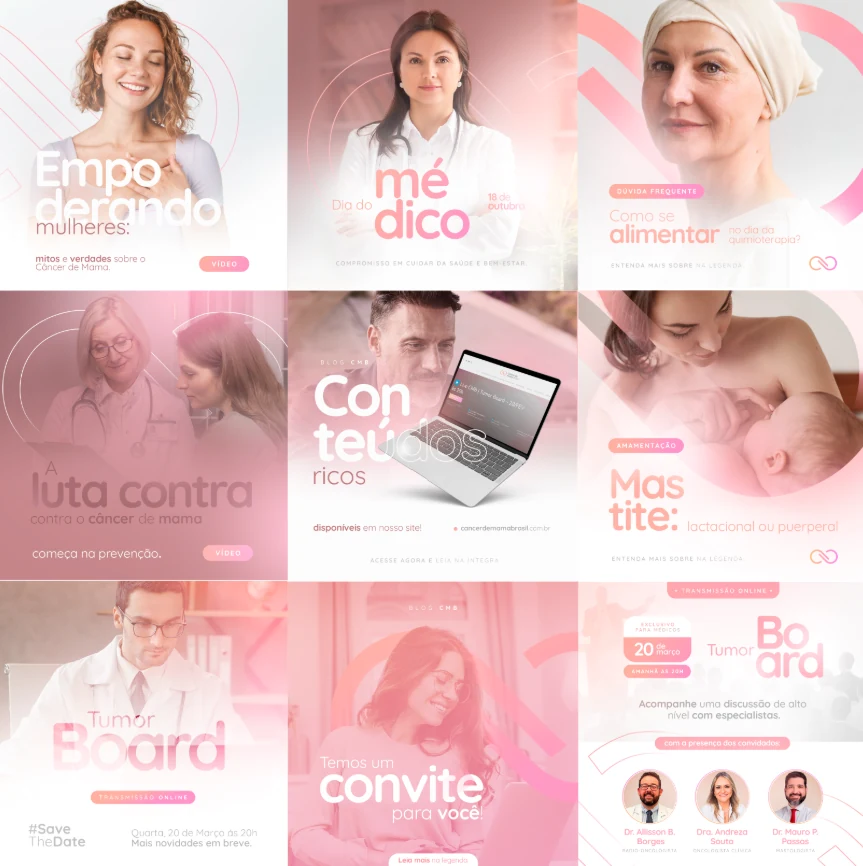 Empo
derando
mulheres:
mitos e verdades sobre o
Câncer de Mama.
VÍDEO
Dia do
mé
dico
18 de
outubro
COMPROMISSO EM CUIDAR DA SAÚDE E BEM-ESTAR.
DÚVIDA FREQUENTE
Como se
alimentar
no dia da
quimioterapia?
ENTENDA MAIS SOBRE NA LEGENDA
A
luta contra
contra o câncer de mama
começa na prevenção.
VÍDEO
BLOG CMB
Con
teúdos
ricos
disponíveis em nosso site!
cancerdemamabrasil.com.br
ACESSE AGORA E LEIA NA ÍNTEGRA
AMAMENTAÇÃO
Mas
tite:
lactacional ou puerperal
ENTENDA MAIS SOBRE NA LEGENDA
Tumor
Board
TRANSMISSÃO ONLINE
#Save
TheDate
Quarta, 20 de Março às 20h
Mais novidades em breve.
BLOG CMB
Temos um
convite
para você!
Leia mais na legenda
• TRANSMISSÃO ONLINE •
EXCLUSIVO
PARA MÉDICOS
20 de
março
AMANHÃ ÀS 20H
Tumor
Bo
ard
Acompanhe uma discussão de alto
nível com especialistas.
com a presença dos convidados
Dr. Allisson B.
Borges
Dra. Andreza
Souto
Dr. Mauro P.
Passos
MASTOLOGISTA